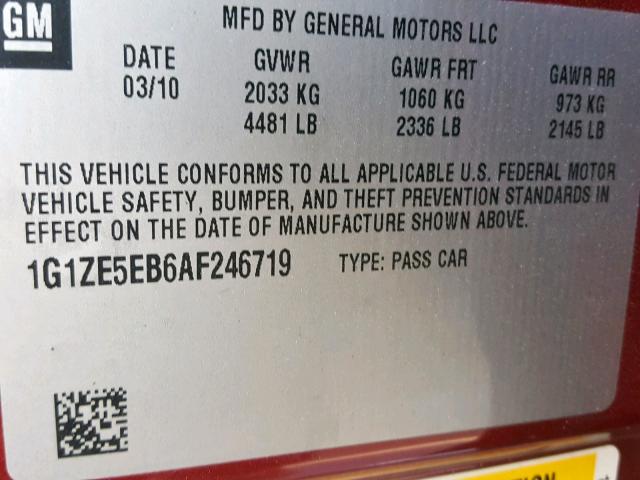 GM
MFD BY GENERAL MOTORS LLC
DATE GVWR GAWR FRT GAWR RR
03/10 2033 KG 1060 KG 973 KG
4481 LB 2336 LB 2145 LB
THIS VEHICLE CONFORMS TO ALL APPLICABLE U.S. FEDERAL MOTOR
VEHICLE SAFETY, BUMPER, AND THEFT PREVENTION STANDARDS IN
EFFECT ON THE DATE OF MANUFACTURE SHOWN ABOVE.
1G1ZE5EB6AF246719 TYPE: PASS CAR